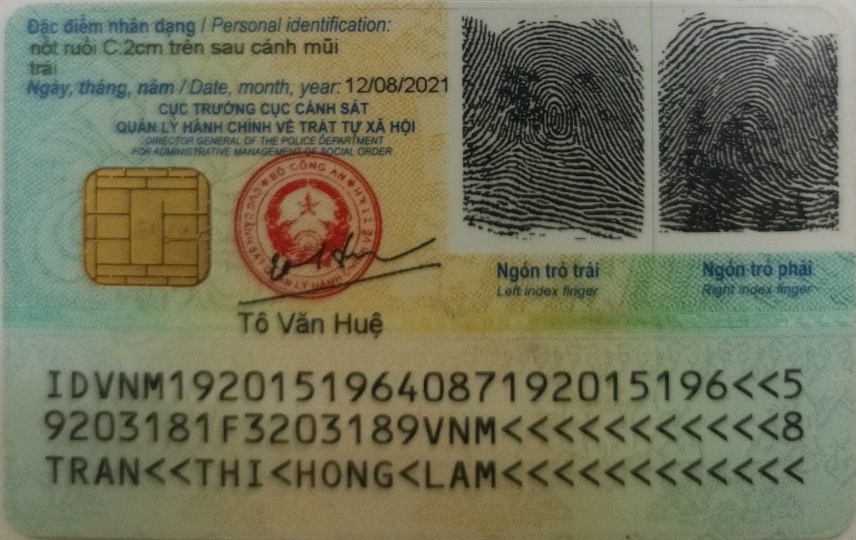 Đặc điểm nhân dạng / Personal identification:
nốt ruồi C.2cm trên sau cánh mũi
trái
Ngày, tháng, năm / Date, month, year: 12/08/2021
CỤC TRƯỞNG CỤC CẢNH SÁT
QUẢN LÝ HÀNH CHÍNH VỀ TRẬT TỰ XÃ HỘI
DIRECTOR GENERAL OF THE POLICE DEPARTMENT
FOR ADMINISTRATIVE MANAGEMENT OF SOCIAL ORDER
BỘ CÔNG AN
Tô Văn Huệ
Ngón trỏ trái
Left index finger
Ngón trỏ phải
Right index finger
IDVNM1920151964087192015196<<5
9203181F3203189VNM<<<<<<<<<<<8
TRAN<<THI<HONG<LAM<<<<<<<<<<<<